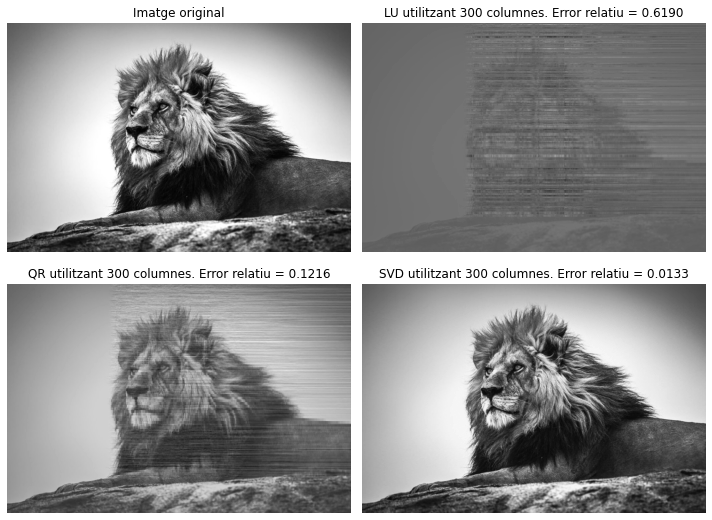 Imatge original
LU utilitzant 300 columnes. Error relatiu = 0.6190
QR utilitzant 300 columnes. Error relatiu = 0.1216
SVD utilitzant 300 columnes. Error relatiu = 0.0133